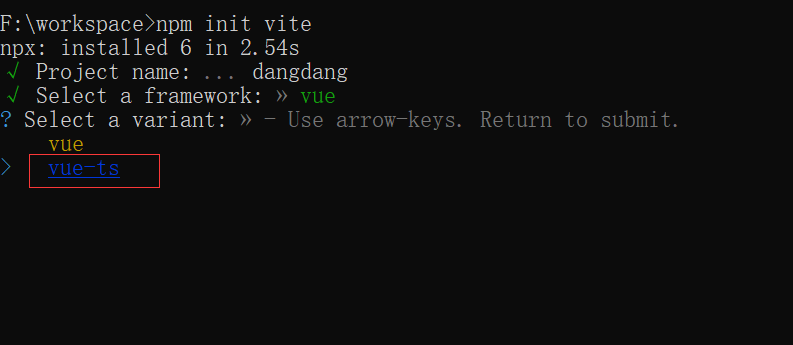 F:\workspace>npm init vite
npx: installed 6 in 2.54s
√ Project name: ... dangdang
√ Select a framework: » vue
? Select a variant: » - Use arrow-keys. Return to submit.
vue
> vue-ts